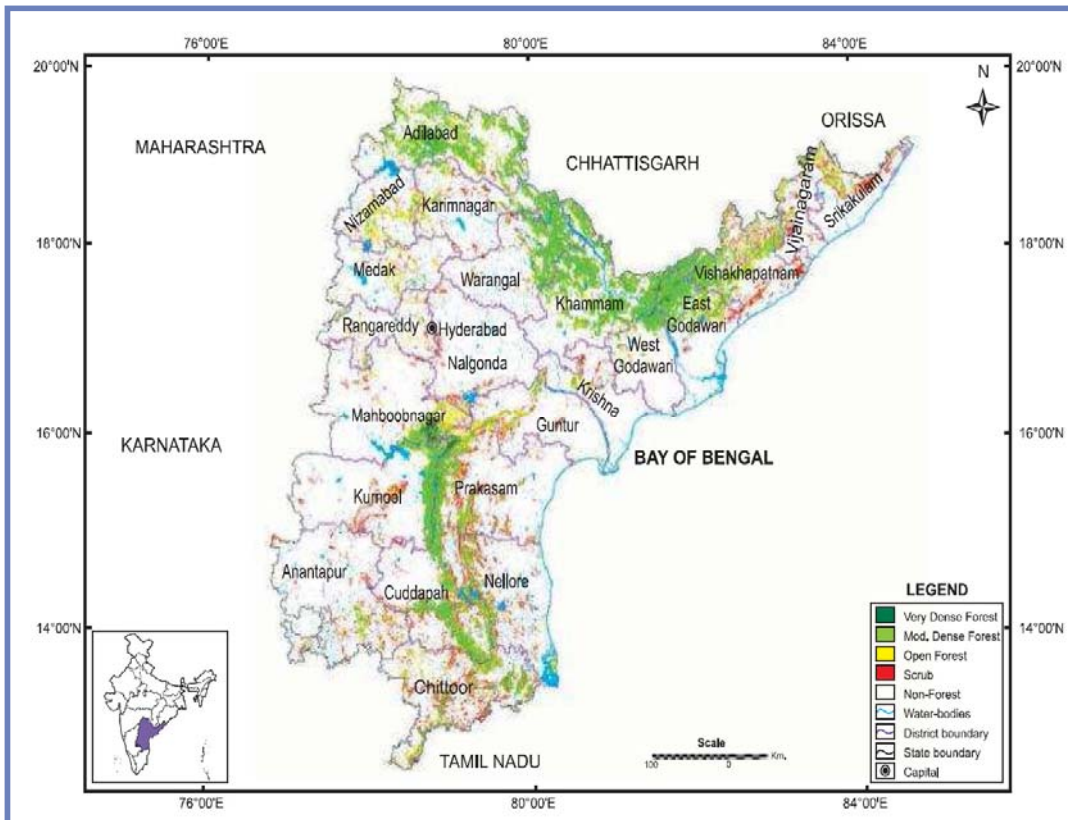 76°00'E 80°00'E 84°00'E
20°00'N 20°00'N
N
ORISSA
MAHARASHTRA
CHHATTISGARH
Adilabad
Nizamabad
Karimnagar
Vijainagaram
Srikakulam
18°00'N 18°00'N
Medak
Warangal
Vishakhapatnam
Khammam
East
Godawari
Rangareddy
Hyderabad
West
Godawari
Nalgonda
Krishna
Mahboobnagar
Guntur
16°00'N 16°00'N
KARNATAKA
BAY OF BENGAL
Kurnool
Prakasam
Anantapur
Cuddapah
Nellore
14°00'N 14°00'N
Chittoor
TAMIL NADU
LEGEND
Very Dense Forest
Mod. Dense Forest
Open Forest
Scrub
Non-Forest
Water-bodies
District boundary
State boundary
Capital
Scale
100 0 Km.
76°00'E 80°00'E 84°00'E